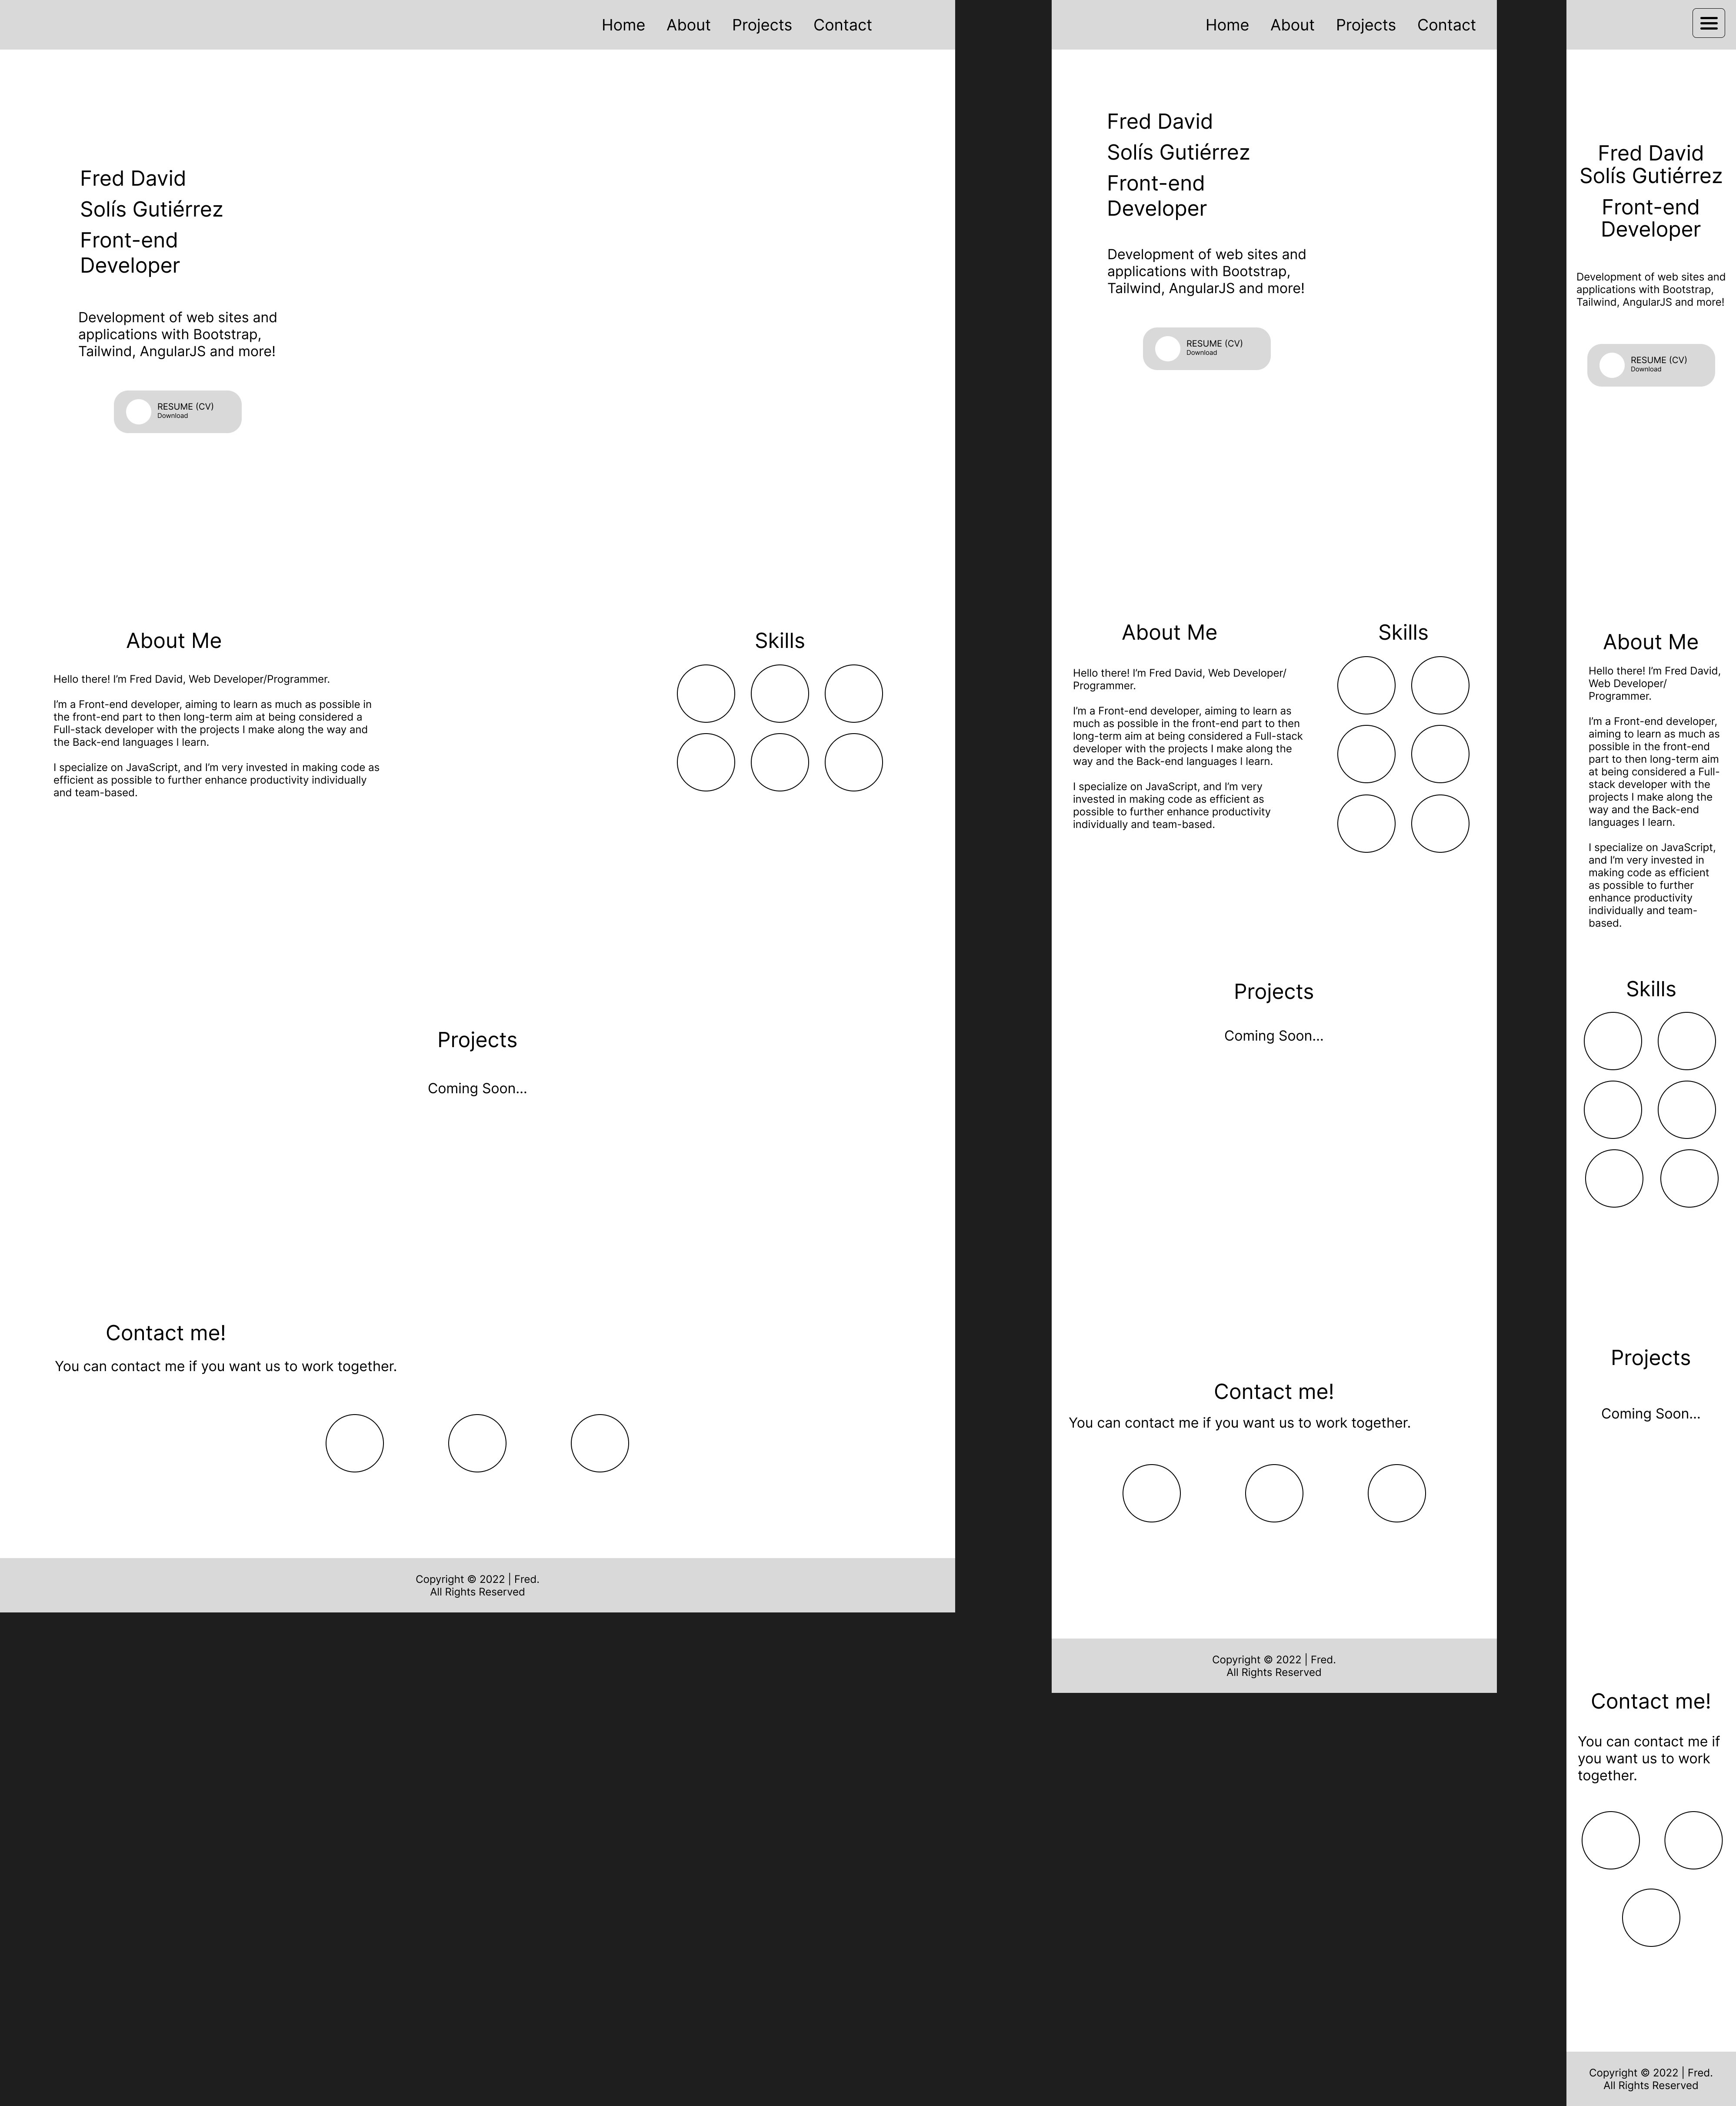 Home About Projects Contact
Fred David
Solís Gutiérrez
Front-end
Developer
Development of web sites and
applications with Bootstrap,
Tailwind, AngularJS and more!
RESUME (CV)
Download
About Me
Hello there! I'm Fred David, Web Developer/Programmer.
I'm a Front-end developer, aiming to learn as much as possible in
the front-end part to then long-term aim at being considered a
Full-stack developer with the projects I make along the way and
the Back-end languages I learn.
I specialize on JavaScript, and I'm very invested in making code as
efficient as possible to further enhance productivity individually
and team-based.
Skills
Projects
Coming Soon...
Contact me!
You can contact me if you want us to work together.
Copyright © 2022 | Fred.
All Rights Reserved
Home About Projects Contact
Fred David
Solís Gutiérrez
Front-end
Developer
Development of web sites and
applications with Bootstrap,
Tailwind, AngularJS and more!
RESUME (CV)
Download
About Me
Hello there! I'm Fred David, Web Developer/
Programmer.
I'm a Front-end developer, aiming to learn as
much as possible in the front-end part to then
long-term aim at being considered a Full-stack
developer with the projects I make along the
way and the Back-end languages I learn.
I specialize on JavaScript, and I'm very
invested in making code as efficient as
possible to further enhance productivity
individually and team-based.
Skills
Projects
Coming Soon...
Contact me!
You can contact me if you want us to work together.
Copyright © 2022 | Fred.
All Rights Reserved
Fred David
Solís Gutiérrez
Front-end
Developer
Development of web sites and
applications with Bootstrap,
Tailwind, AngularJS and more!
RESUME (CV)
Download
About Me
Hello there! I'm Fred David,
Web Developer/
Programmer.
I'm a Front-end developer,
aiming to learn as much as
possible in the front-end
part to then long-term aim
at being considered a Full-
stack developer with the
projects I make along the
way and the Back-end
languages I learn.
I specialize on JavaScript,
and I'm very invested in
making code as efficient
as possible to further
enhance productivity
individually and team-
based.
Skills
Projects
Coming Soon...
Contact me!
You can contact me if
you want us to work
together.
Copyright © 2022 | Fred.
All Rights Reserved